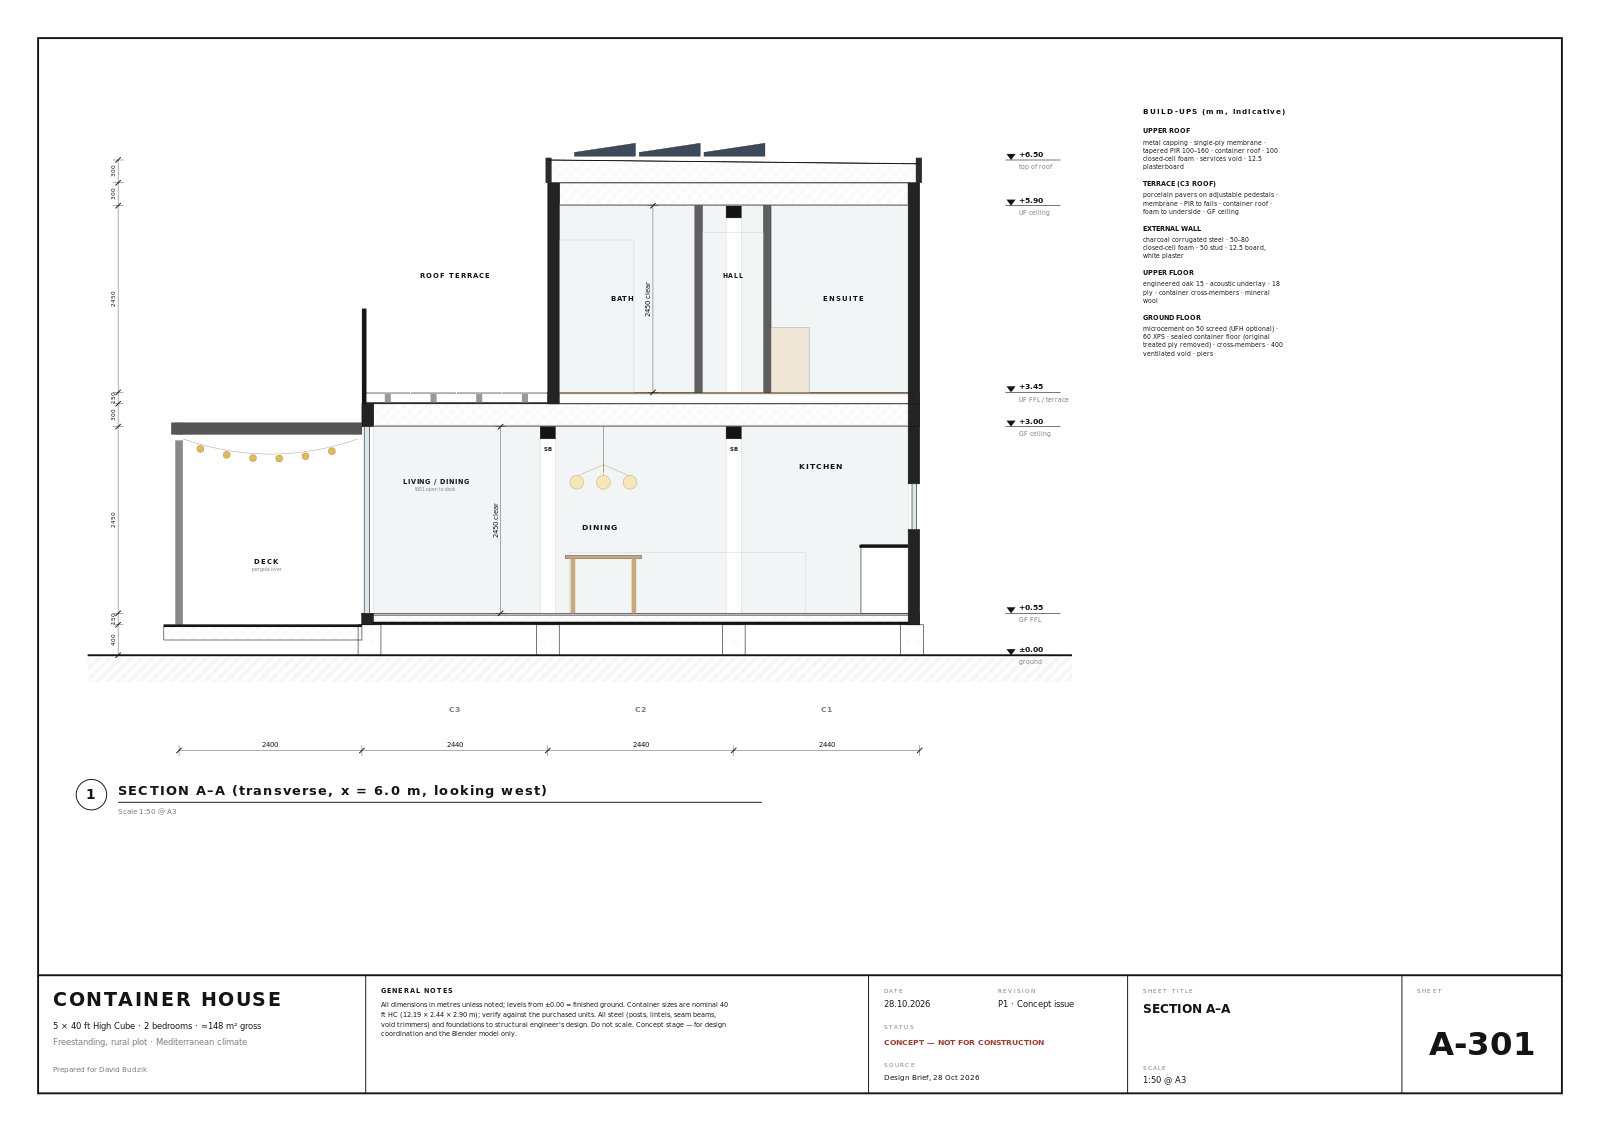 BUILD-UPS (mm, indicative)
UPPER ROOF
metal capping · single-ply membrane ·
tapered PIR 100–160 · container roof · 100
closed-cell foam · services void · 12.5
plasterboard
TERRACE (C3 ROOF)
porcelain pavers on adjustable pedestals ·
membrane · PIR to falls · container roof ·
foam to underside · GF ceiling
EXTERNAL WALL
charcoal corrugated steel · 50–80
closed-cell foam · 50 stud · 12.5 board,
white plaster
UPPER FLOOR
engineered oak 15 · acoustic underlay · 18
ply · container cross-members · mineral
wool
GROUND FLOOR
microcement on 50 screed (UFH optional) ·
60 XPS · sealed container floor (original
treated ply removed) · cross-members · 400
ventilated void · piers
300
300
2450
150
300
2450
150
400
+6.50
top of roof
+5.90
UF ceiling
+3.45
UF FFL / terrace
+3.00
GF ceiling
+0.55
GF FFL
±0.00
ground
ROOF TERRACE
BATH
2450 clear
HALL
ENSUITE
SB
SB
KITCHEN
LIVING / DINING
W01 open to deck
2450 clear
DINING
DECK
pergola over
C3
C2
C1
2400
2440
2440
2440
1
SECTION A–A (transverse, x = 6.0 m, looking west)
Scale 1:50 @ A3
CONTAINER HOUSE
5 × 40 ft High Cube · 2 bedrooms · ≈148 m² gross
Freestanding, rural plot · Mediterranean climate
Prepared for David Budzik
GENERAL NOTES
All dimensions in metres unless noted; levels from ±0.00 = finished ground. Container sizes are nominal 40
ft HC (12.19 × 2.44 × 2.90 m); verify against the purchased units. All steel (posts, lintels, seam beams,
void trimmers) and foundations to structural engineer's design. Do not scale. Concept stage — for design
coordination and the Blender model only.
DATE
28.10.2026
REVISION
P1 · Concept issue
STATUS
CONCEPT — NOT FOR CONSTRUCTION
SOURCE
Design Brief, 28 Oct 2026
SHEET TITLE
SECTION A–A
SCALE
1:50 @ A3
SHEET
A-301